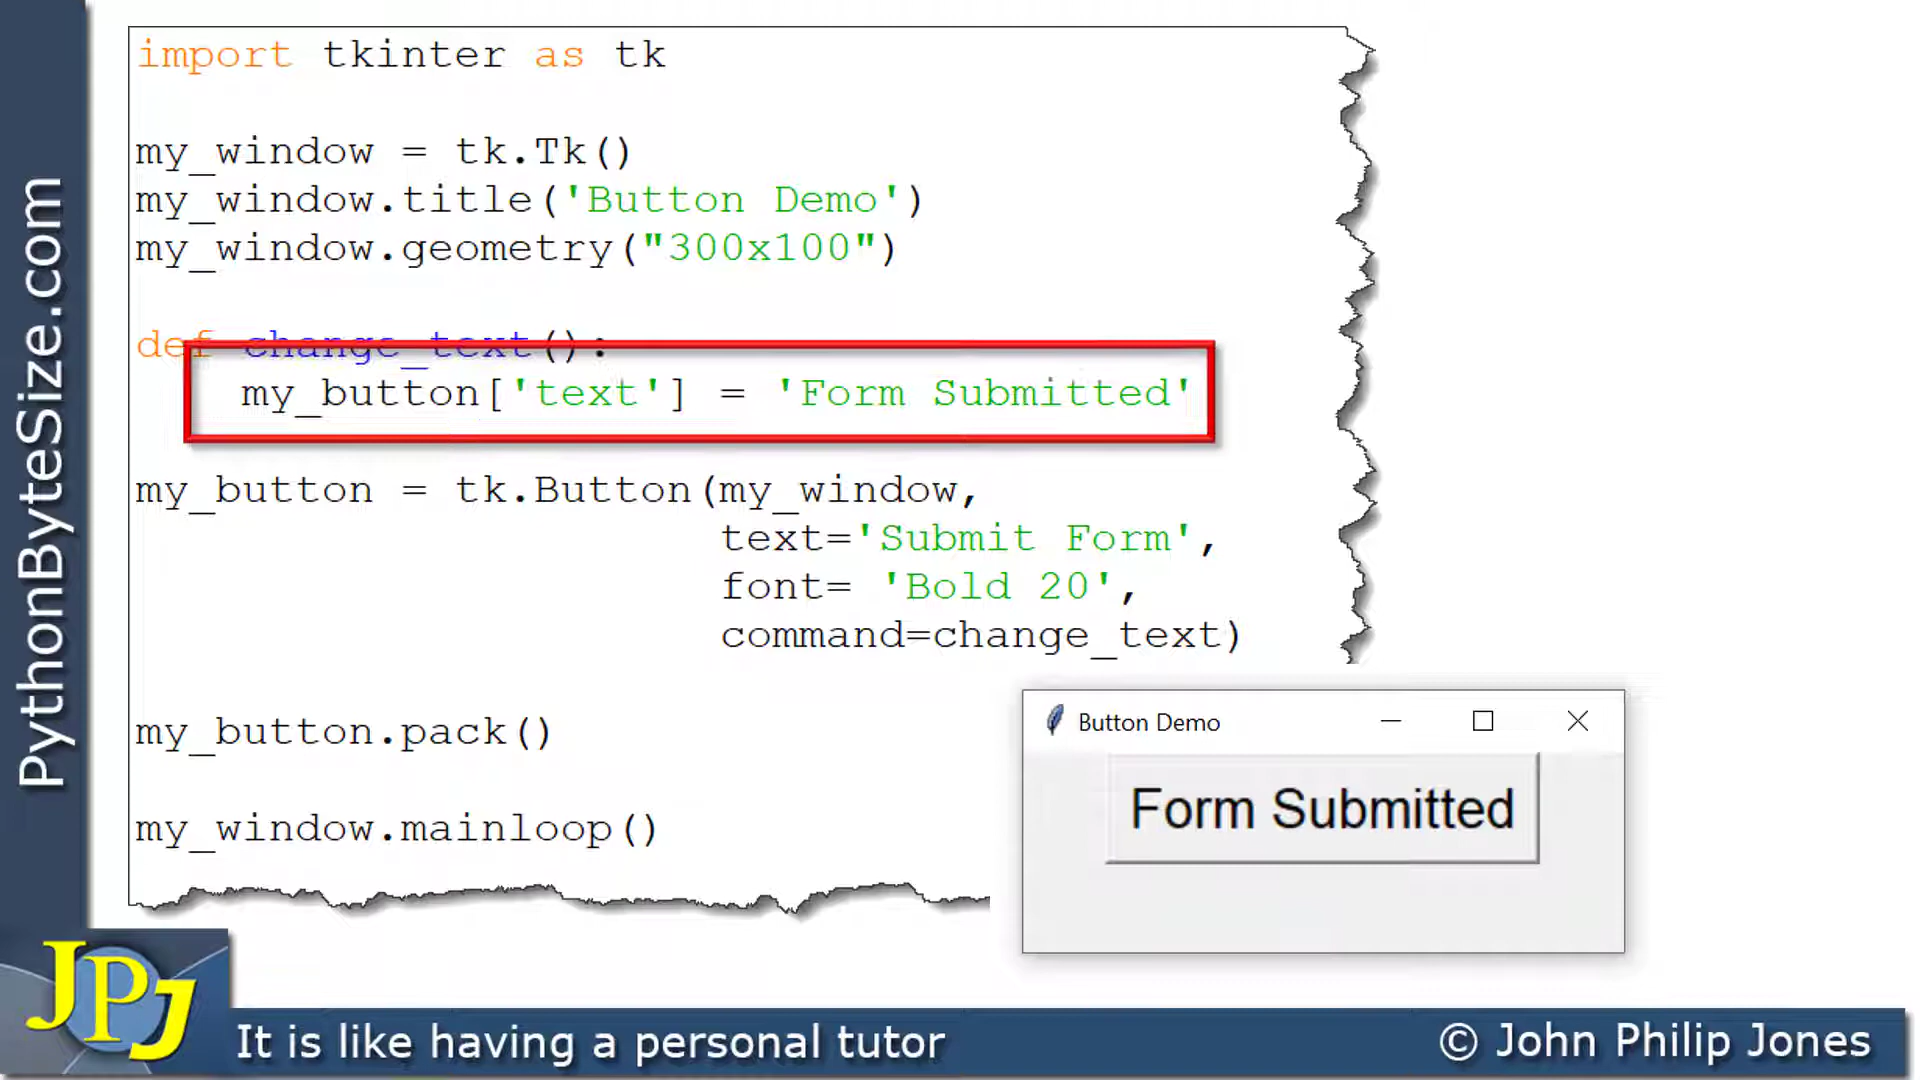 PythonByteSize.com
import tkinter as tk
my_window = tk.Tk()
my_window.title('Button Demo')
my_window.geometry("300x100")
def change_text():
    my_button['text'] = 'Form Submitted'
my_button = tk.Button(my_window,
                      text='Submit Form',
                      font= 'Bold 20',
                      command=change_text)
my_button.pack()
my_window.mainloop()
Button Demo
Form Submitted
JPJ
It is like having a personal tutor
© John Philip Jones